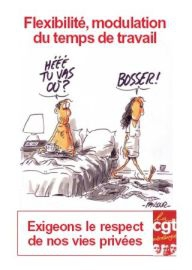 Flexibilité, modulation
du temps de travail
HÉÉÉ
TU VAS
OÙ?
BOSSER!
Exigeons le respect
de nos vies privées
la
cgt